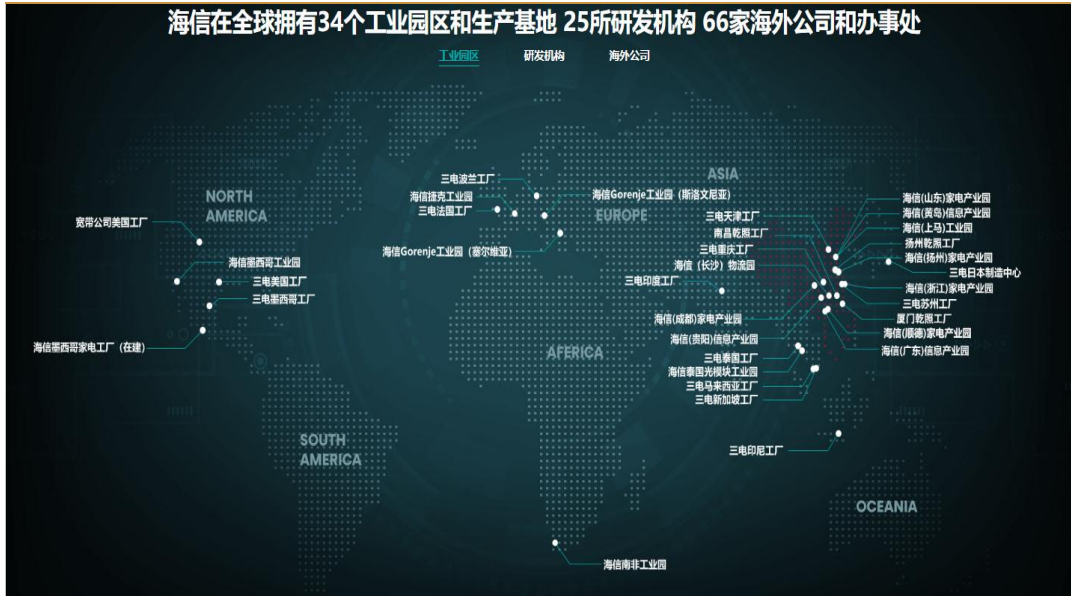 海信在全球拥有34个工业园区和生产基地 25所研发机构 66家海外公司和办事处
工业园区 研发机构 海外公司
NORTH
AMERICA
宽带公司美国工厂
海信墨西哥工业园
三电美国工厂
三电墨西哥工厂
海信墨西哥家电工厂（在建）
SOUTH
AMERICA
三电波兰工厂
海信捷克工业园
三电法国工厂
海信Gorenje工业园（斯洛文尼亚）
EUROPE
海信Gorenje工业园（塞尔维亚）
AFERICA
海信南非工业园
ASIA
三电天津工厂
南昌乾照工厂
三电重庆工厂
海信（长沙）物流园
三电印度工厂
海信(成都)家电产业园
海信(贵阳)信息产业园
三电泰国工厂
海信泰国光模块工业园
三电马来西亚工厂
三电新加坡工厂
三电印尼工厂
海信(山东)家电产业园
海信(黄岛)信息产业园
海信(上马)工业园
扬州乾照工厂
海信(扬州)家电产业园
三电日本制造中心
海信(浙江)家电产业园
三电苏州工厂
厦门乾照工厂
海信(顺德)家电产业园
海信(广东)信息产业园
OCEANIA